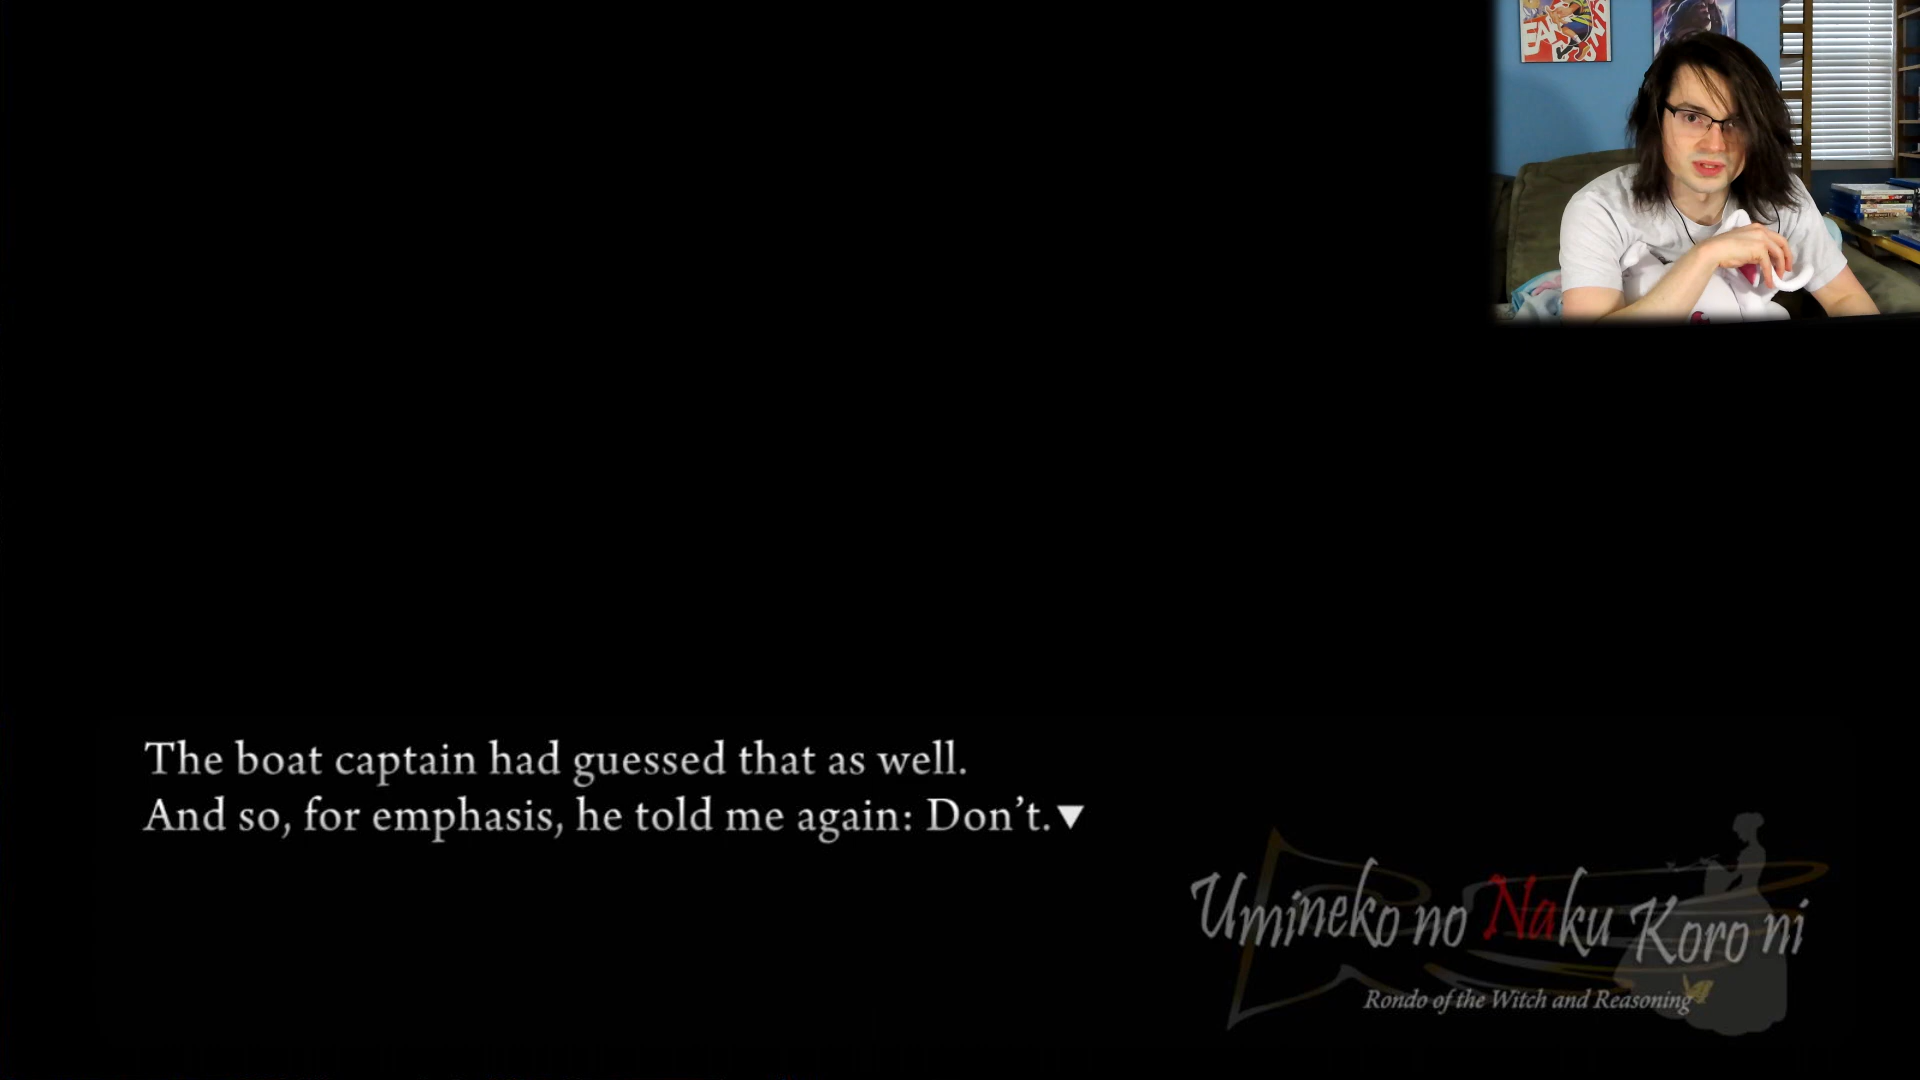 The boat captain had guessed that as well.
And so, for emphasis, he told me again: Don't.
Umineko no Naku Koro ni
Rondo of the Witch and Reasoning